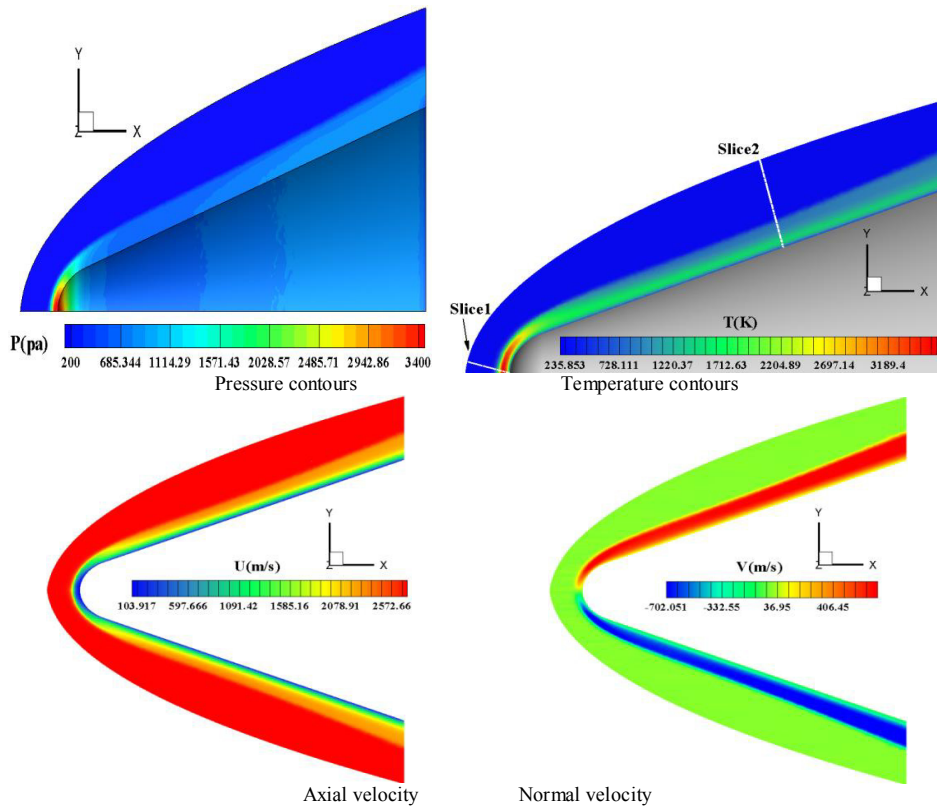 Y
Z X
P(pa)
200 685.344 1114.29 1571.43 2028.57 2485.71 2942.86 3400
Pressure contours
Slice2
Y
Z X
Slice1
T(K)
235.853 728.111 1220.37 1712.63 2204.89 2697.14 3189.4
Temperature contours
Y
Z X
U(m/s)
103.917 597.666 1091.42 1585.16 2078.91 2572.66
Axial velocity
Y
Z X
V(m/s)
-702.051 -332.55 36.95 406.45
Normal velocity